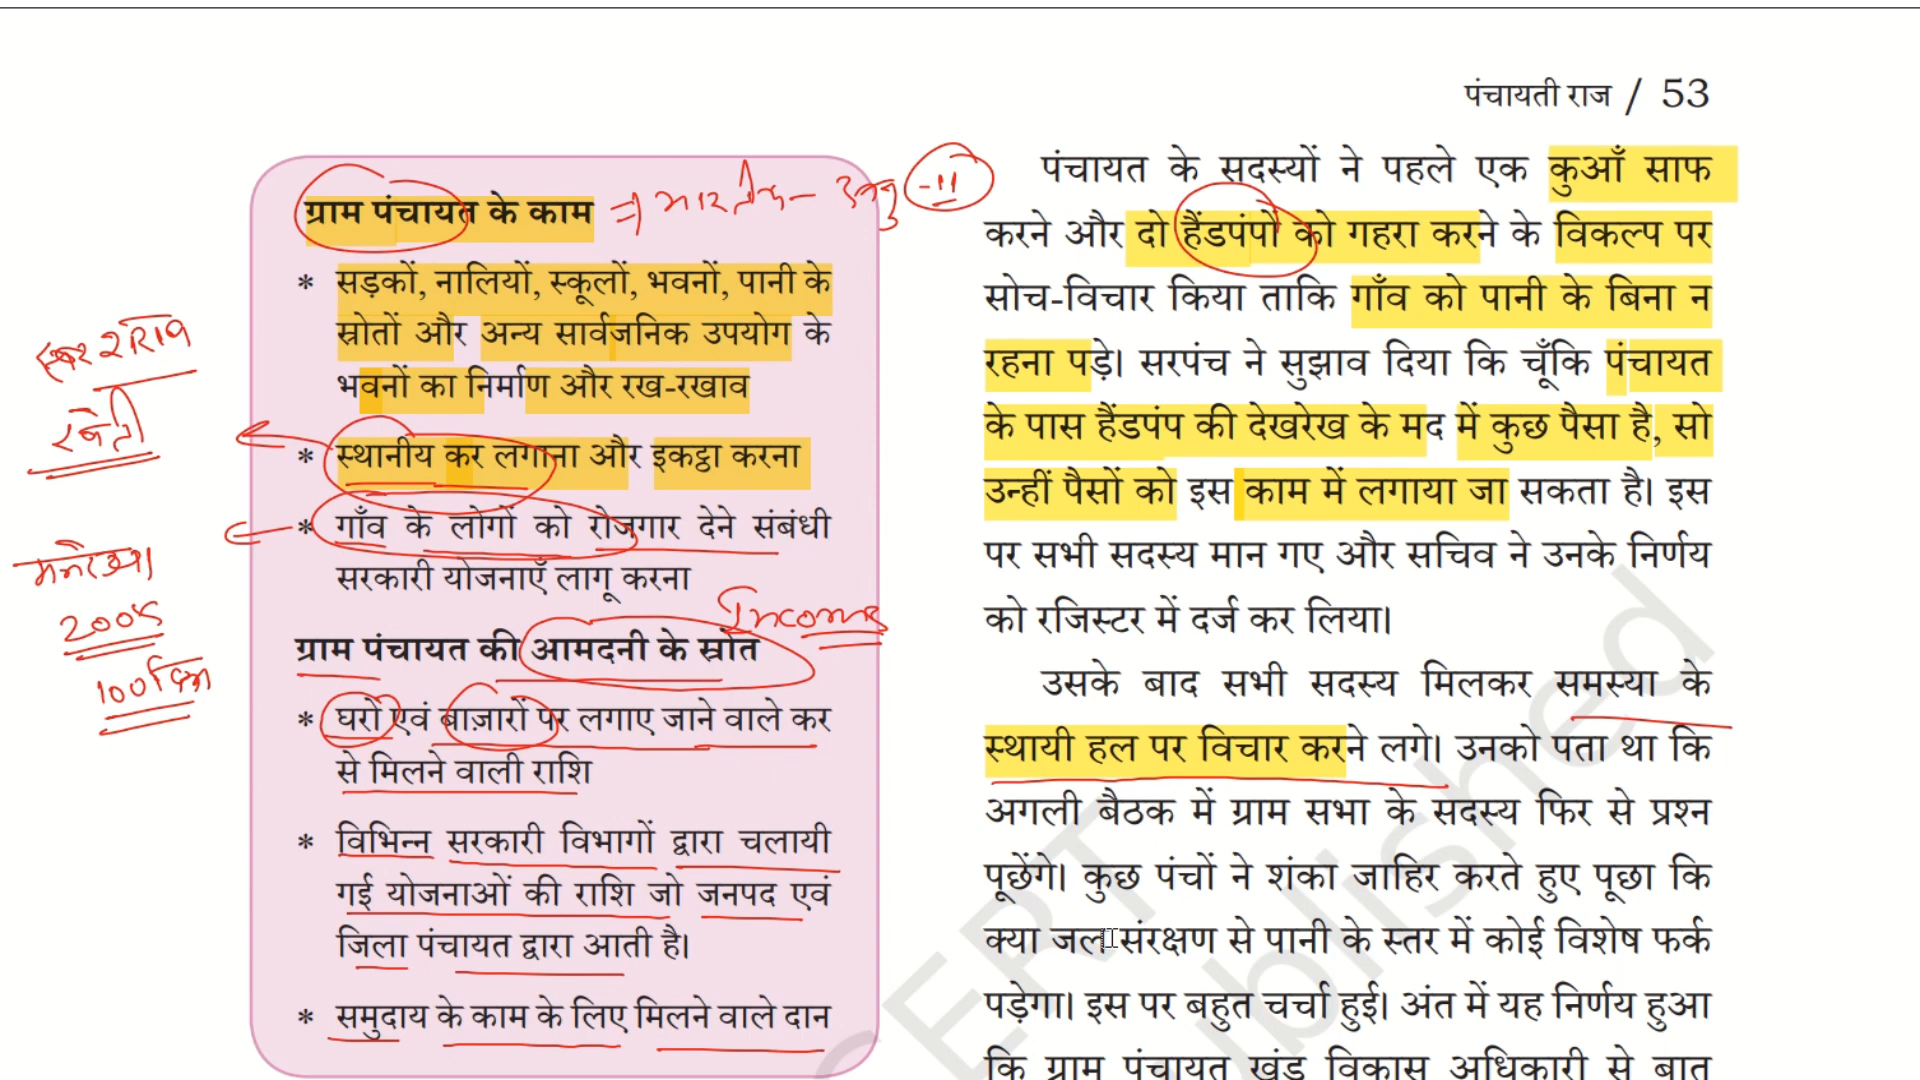 पंचायती राज / 53
ग्राम पंचायत के काम
⇒ - अनु -11
* सड़कों, नालियों, स्कूलों, भवनों, पानी के
स्रोतों और अन्य सार्वजनिक उपयोग के
भवनों का निर्माण और रख-रखाव
* स्थानीय कर लगाना और इकट्ठा करना
* गाँव के लोगों को रोजगार देने संबंधी
सरकारी योजनाएँ लागू करना
खेती
मनरेगा
2005
100 दिन
Income
ग्राम पंचायत की आमदनी के स्रोत
* घरों एवं बाज़ारों पर लगाए जाने वाले कर
से मिलने वाली राशि
* विभिन्न सरकारी विभागों द्वारा चलायी
गई योजनाओं की राशि जो जनपद एवं
जिला पंचायत द्वारा आती है।
* समुदाय के काम के लिए मिलने वाले दान
पंचायत के सदस्यों ने पहले एक कुआँ साफ
करने और दो हैंडपंपों को गहरा करने के विकल्प पर
सोच-विचार किया ताकि गाँव को पानी के बिना न
रहना पड़े। सरपंच ने सुझाव दिया कि चूँकि पंचायत
के पास हैंडपंप की देखरेख के मद में कुछ पैसा है, सो
उन्हीं पैसों को इस काम में लगाया जा सकता है। इस
पर सभी सदस्य मान गए और सचिव ने उनके निर्णय
को रजिस्टर में दर्ज कर लिया।
उसके बाद सभी सदस्य मिलकर समस्या के
स्थायी हल पर विचार करने लगे। उनको पता था कि
अगली बैठक में ग्राम सभा के सदस्य फिर से प्रश्न
पूछेंगे। कुछ पंचों ने शंका जाहिर करते हुए पूछा कि
क्या जल संरक्षण से पानी के स्तर में कोई विशेष फर्क
पड़ेगा। इस पर बहुत चर्चा हुई। अंत में यह निर्णय हुआ
कि ग्राम पंचायत खंड विकास अधिकारी से बात